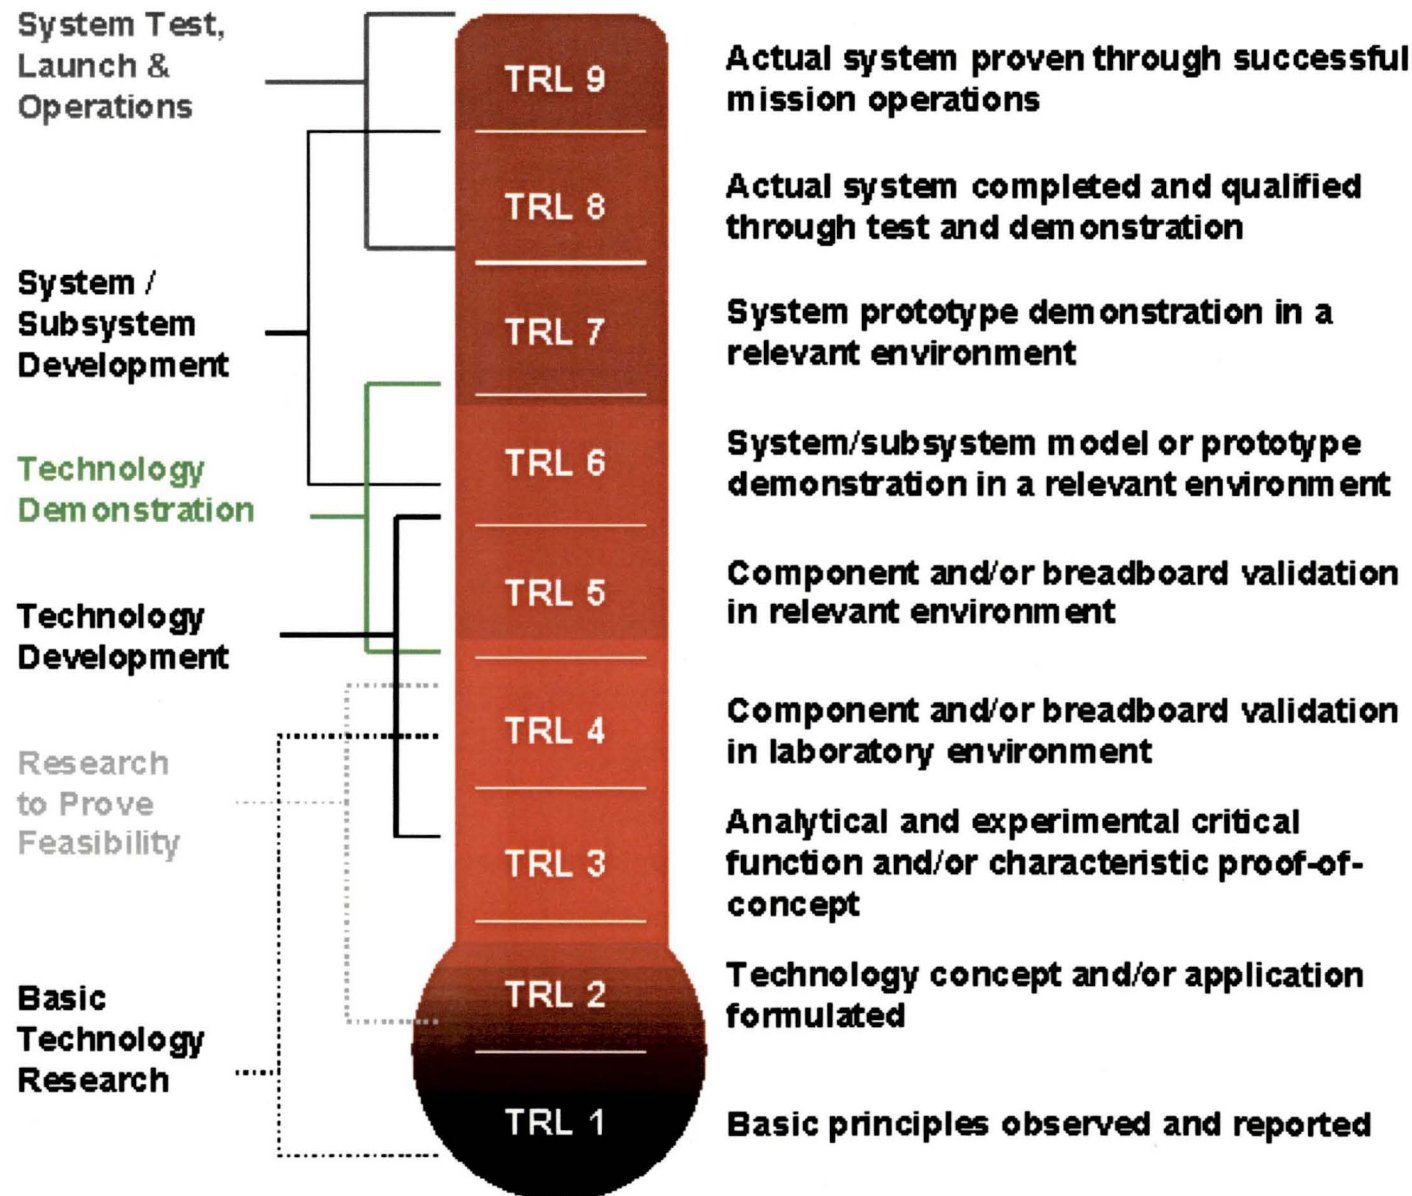 System Test,
Launch &
Operations
System /
Subsystem
Development
Technology
Demonstration
Technology
Development
Research
to Prove
Feasibility
Basic
Technology
Research
TRL 9
TRL 8
TRL 7
TRL 6
TRL 5
TRL 4
TRL 3
TRL 2
TRL 1
Actual system proven through successful
mission operations
Actual system completed and qualified
through test and demonstration
System prototype demonstration in a
relevant environment
System/subsystem model or prototype
demonstration in a relevant environment
Component and/or breadboard validation
in relevant environment
Component and/or breadboard validation
in laboratory environment
Analytical and experimental critical
function and/or characteristic proof-of-
concept
Technology concept and/or application
formulated
Basic principles observed and reported